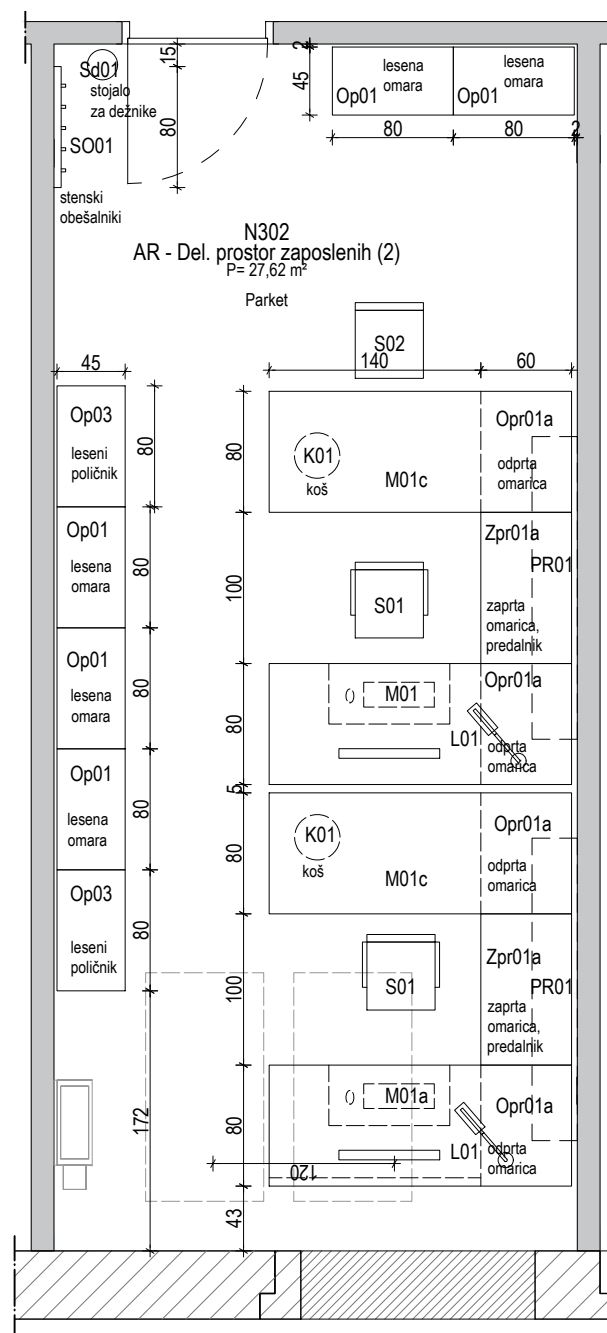 Sd01
stojalo
za dežnike
SO01
stenski
obešalniki
15
80
2
45
lesena
omara
Op01
lesena
omara
Op01
80
80
2
N302
AR - Del. prostor zaposlenih (2)
P= 27,62 m²
Parket
S02
45
140
60
Op03
leseni
poličnik
80
80
K01
koš
M01c
Opr01a
odprta
omarica
Op01
lesena
omara
80
100
S01
Zpr01a
PR01
zaprta
omarica,
predalnik
Op01
lesena
omara
80
80
M01
Opr01a
L01
odprta
omarica
5
Op01
lesena
omara
80
80
K01
koš
M01c
Opr01a
odprta
omarica
Op03
leseni
poličnik
80
100
S01
Zpr01a
PR01
zaprta
omarica,
predalnik
172
80
M01a
Opr01a
L01
odprta
omarica
120
43